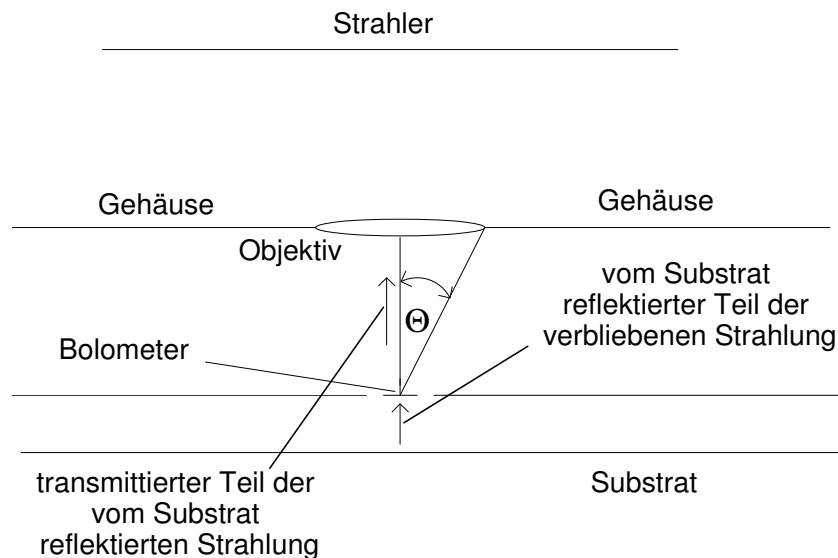 Strahler
Gehäuse
Gehäuse
Objektiv
vom Substrat
reflektierter Teil der
verbliebenen Strahlung
Θ
Bolometer
transmittierter Teil der
vom Substrat
reflektierten Strahlung
Substrat